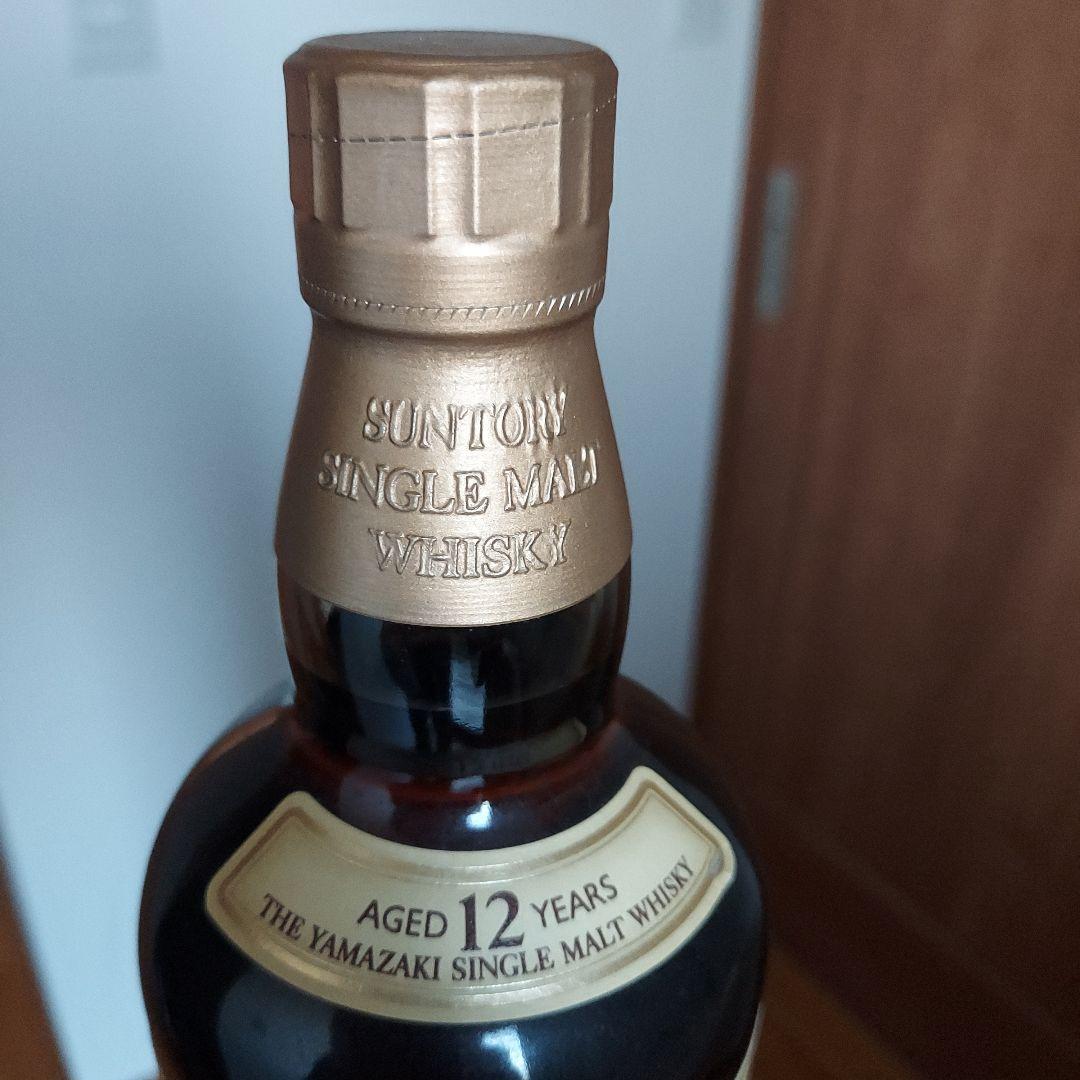 SUNTORY
SINGLE MALT
WHISKY
AGED 12 YEARS
THE YAMAZAKI SINGLE MALT WHISKY